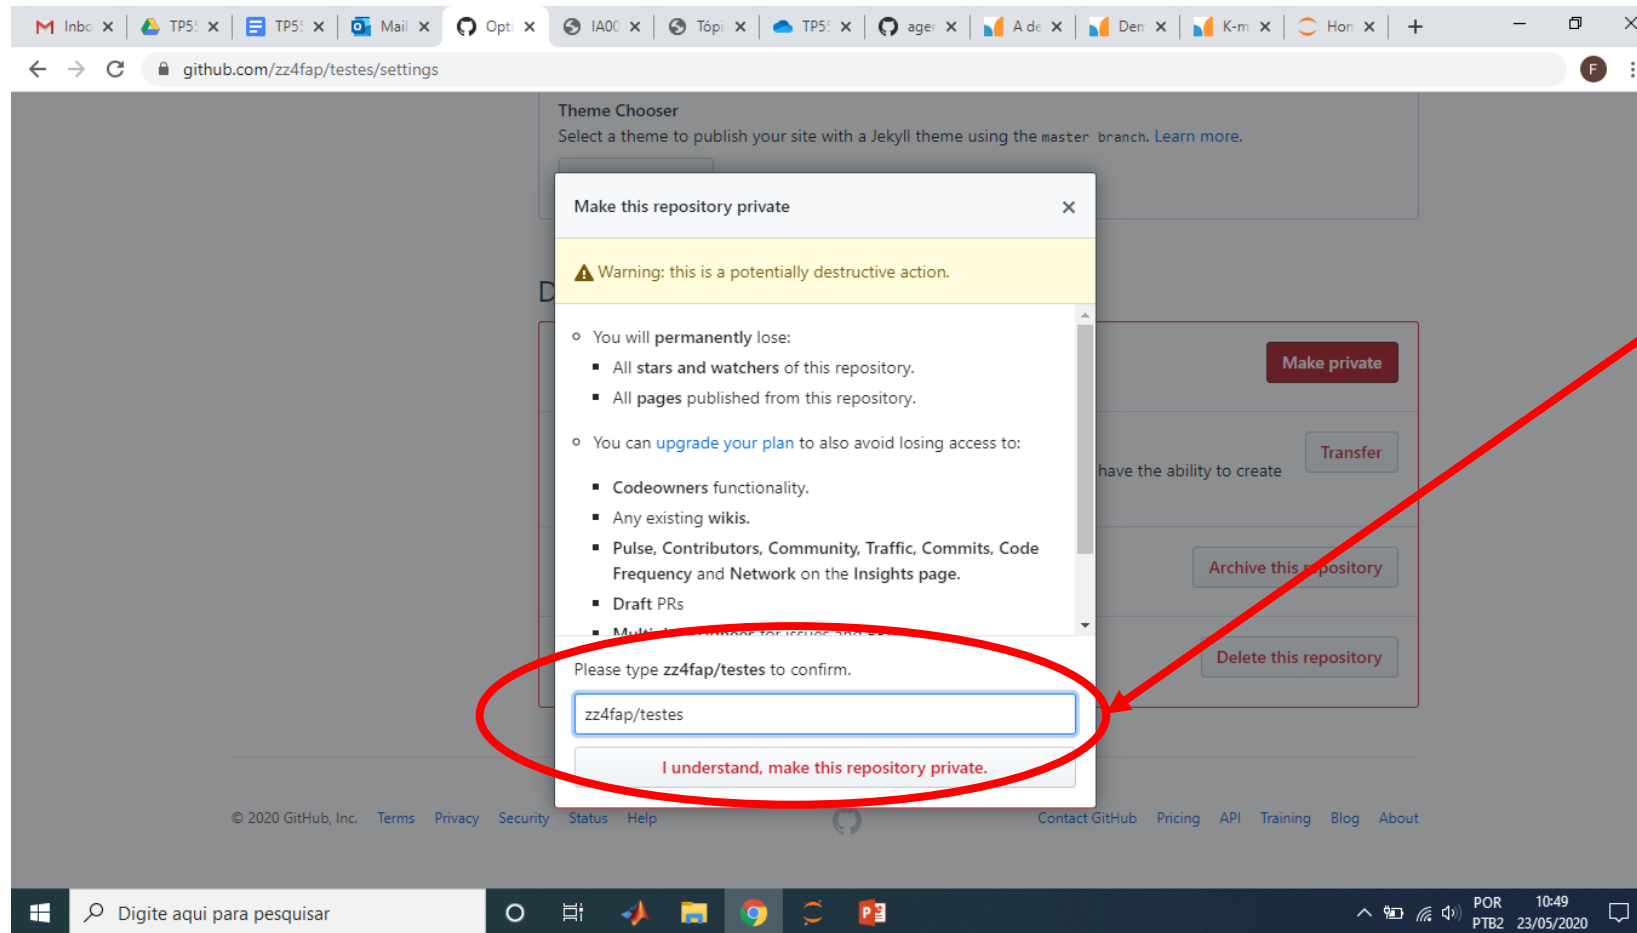 Inbo
TP5
TP5
Mail
Opti
IA00
Tópi
TP5
ager
A de
Den
K-m
Hom
github.com/zz4fap/testes/settings
F
Theme Chooser
Select a theme to publish your site with a Jekyll theme using the master branch. Learn more.
Make this repository private
Warning: this is a potentially destructive action.
D
You will permanently lose:
All stars and watchers of this repository.
All pages published from this repository.
You can upgrade your plan to also avoid losing access to:
Codeowners functionality.
Any existing wikis.
Pulse, Contributors, Community, Traffic, Commits, Code
Frequency and Network on the Insights page.
Draft PRs
for issues and
Make private
Transfer
have the ability to create
Archive this repository
Delete this repository
Please type zz4fap/testes to confirm.
zz4fap/testes
I understand, make this repository private.
© 2020 GitHub, Inc. Terms Privacy Security Status Help Contact GitHub Pricing API Training Blog About
Digite aqui para pesquisar
POR 10:49
PTB2 23/05/2020